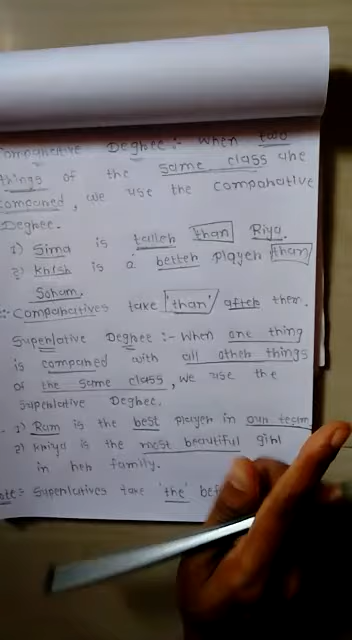 Comparative Degree :- When two
things of the same class are
compared, we use the comparative
Degree.
1) Sima is taller than Riya.
2) Khish is a better player than
Soham.
:- Comparatives take 'than' after them.
Superlative Degree :- When one thing
is compared with all other things
of the same class, we use the
superlative Degree.
1) Ram is the best player in our team
2) Khiya is the most beautiful girl
in her family.
ote :- Superlatives take 'the' bef